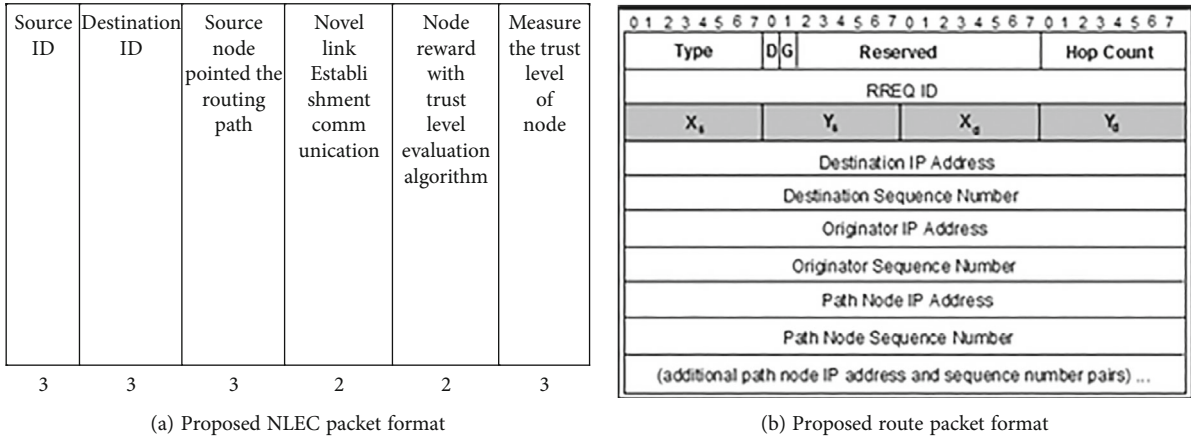 Source
ID
Destination
ID
Source
node
pointed the
routing
path
Novel
link
Establi
shment
comm
unication
Node
reward
with
trust
level
evaluation
algorithm
Measure
the trust
level
of
node
3 3 3 2 2 3
(a) Proposed NLEC packet format
0 1 2 3 4 5 6 7 0 1 2 3 4 5 6 7 0 1 2 3 4 5 6 7 0 1 2 3 4 5 6 7
Type D G Reserved Hop Count
RREQ ID
Xs Ys Xd Yd
Destination IP Address
Destination Sequence Number
Originator IP Address
Originator Sequence Number
Path Node IP Address
Path Node Sequence Number
(additional path node IP address and sequence number pairs) ...
(b) Proposed route packet format